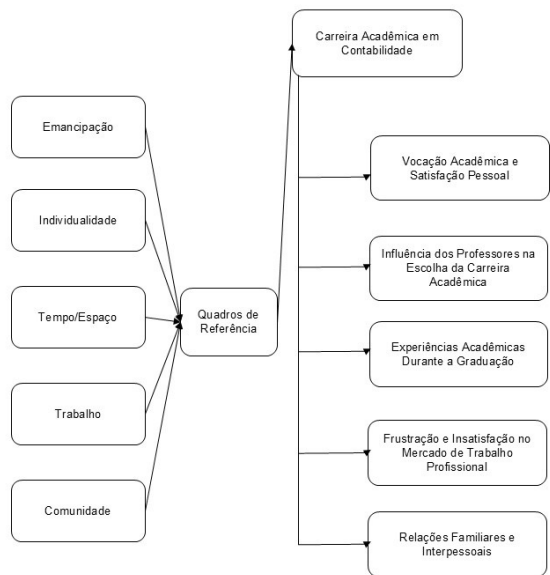 Carreira Acadêmica em
Contabilidade
Emancipação
Individualidade
Tempo/Espaço
Trabalho
Comunidade
Quadros de
Referência
Vocação Acadêmica e
Satisfação Pessoal
Influência dos Professores na
Escolha da Carreira
Acadêmica
Experiências Acadêmicas
Durante a Graduação
Frustração e Insatisfação no
Mercado de Trabalho
Profissional
Relações Familiares e
Interpessoais